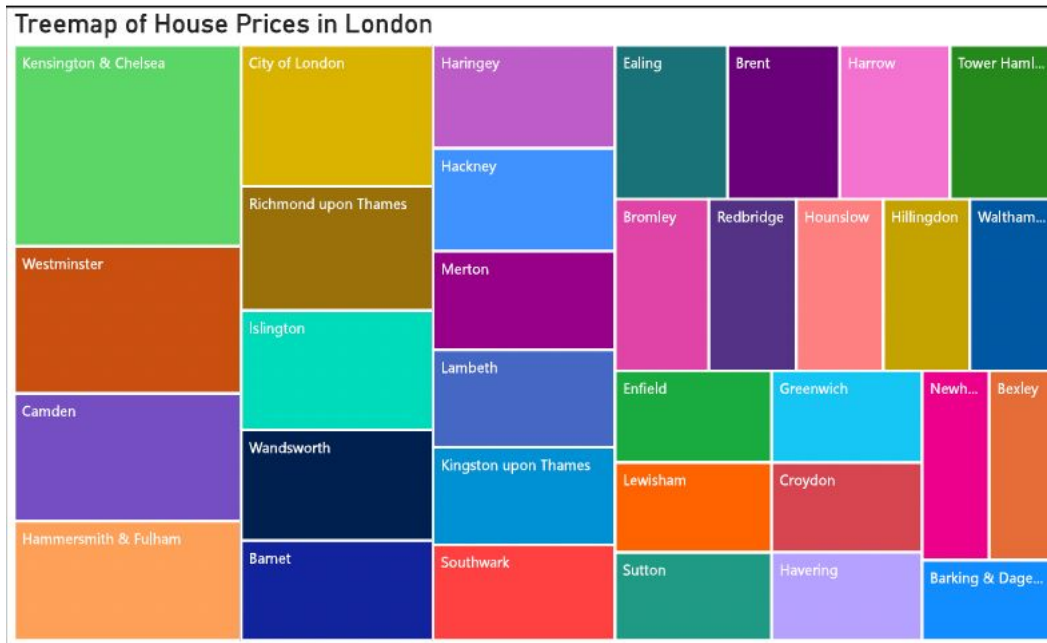 Treemap of House Prices in London
Kensington & Chelsea
Westminster
Camden
Hammersmith & Fulham
City of London
Richmond upon Thames
Islington
Wandsworth
Barnet
Haringey
Hackney
Merton
Lambeth
Kingston upon Thames
Southwark
Ealing
Brent
Harrow
Tower Haml...
Bromley
Redbridge
Hounslow
Hillingdon
Waltham...
Enfield
Lewisham
Sutton
Greenwich
Croydon
Havering
Newh...
Bexley
Barking & Dage...